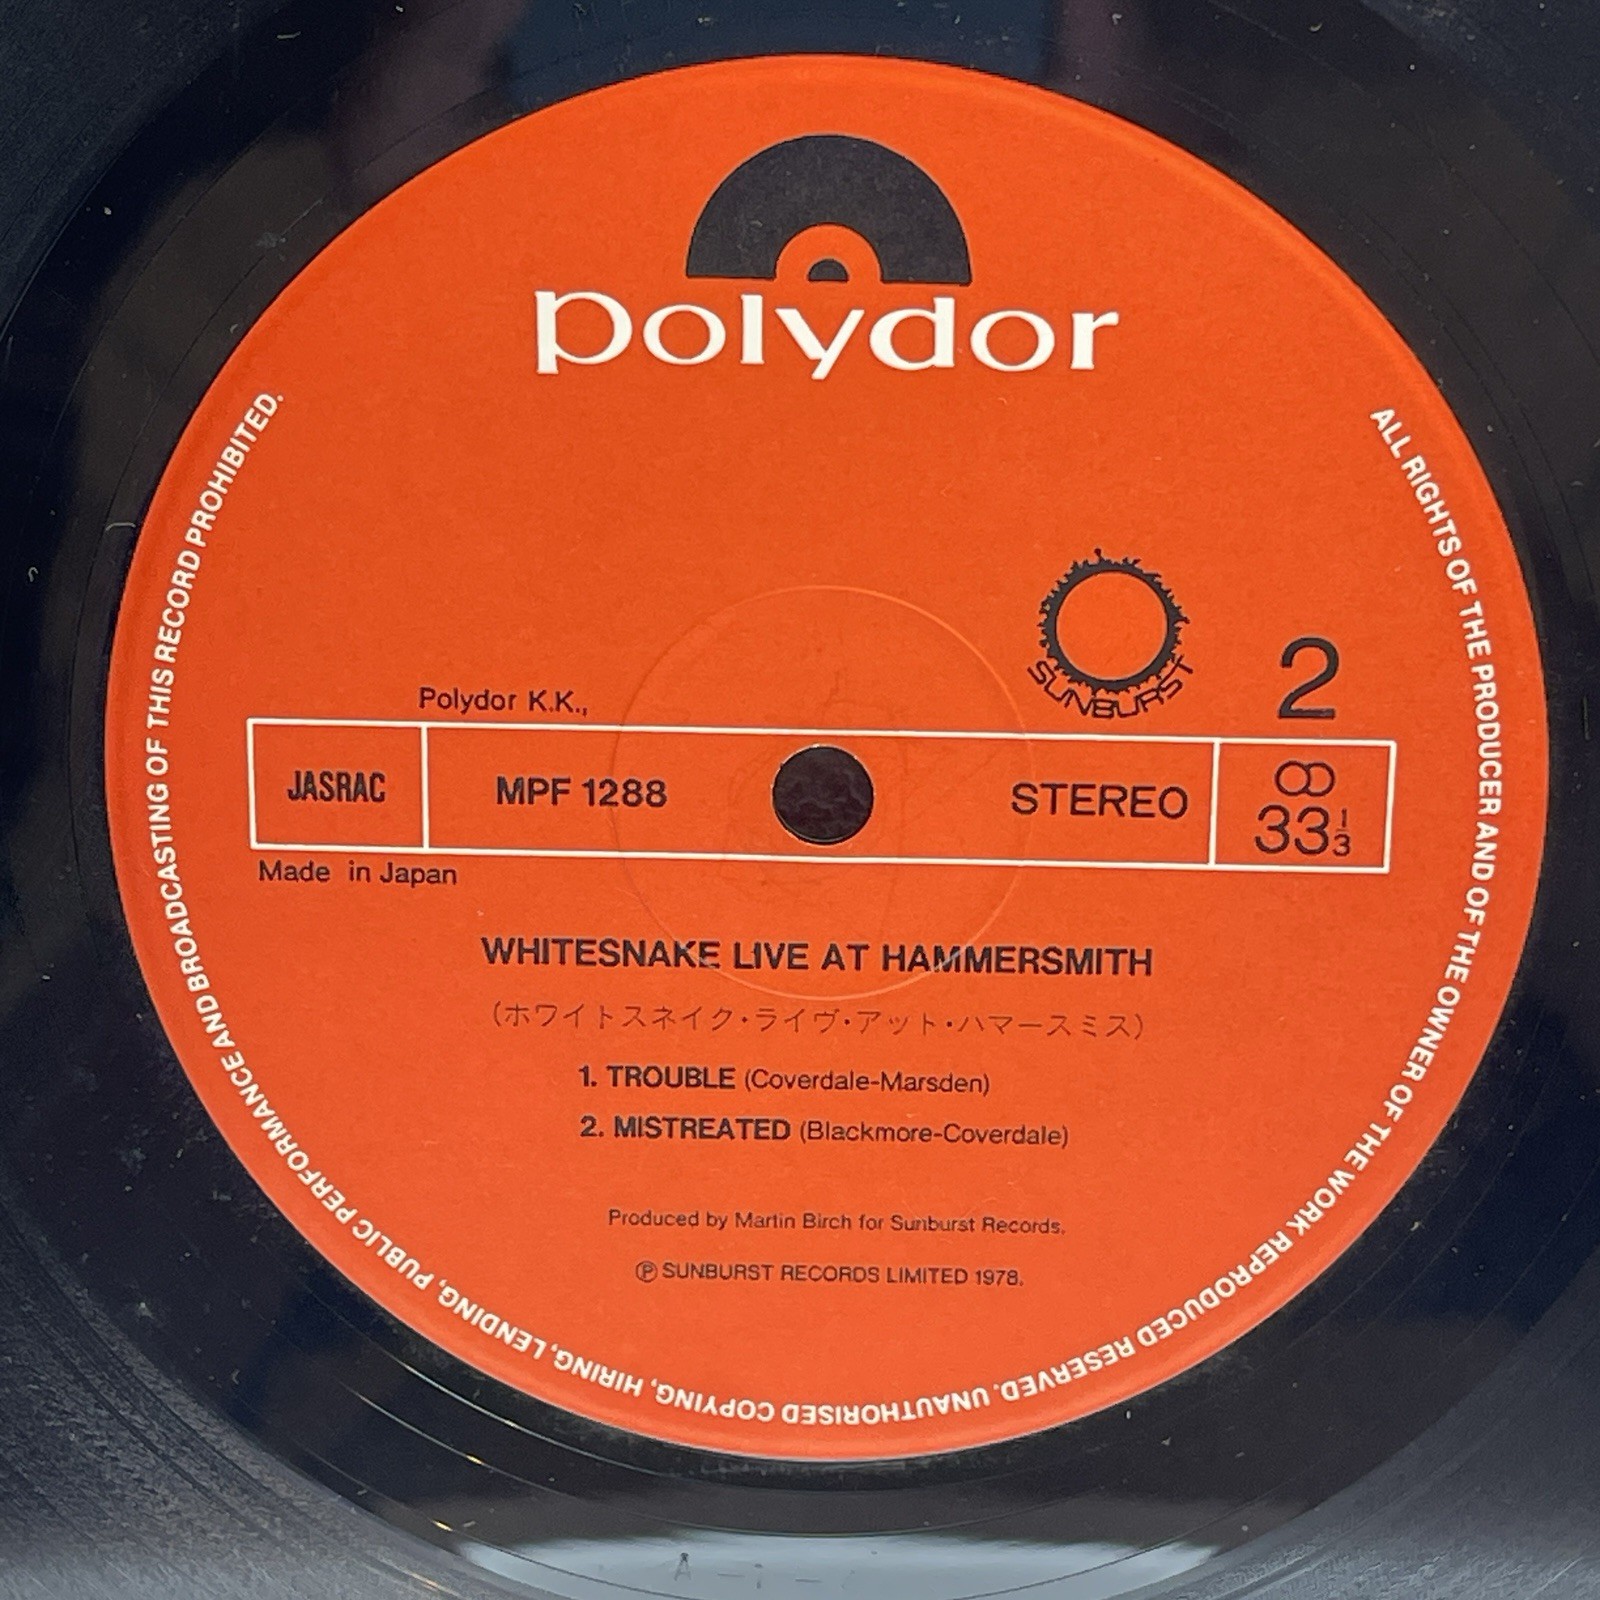 polydor
SUNBURST
2
Polydor K.K.,
JASRAC
MPF 1288
STEREO
33 1/3
Made in Japan
WHITESNAKE LIVE AT HAMMERSMITH
(ホワイトスネイク・ライヴ・アット・ハマースミス)
1. TROUBLE (Coverdale-Marsden)
2. MISTREATED (Blackmore-Coverdale)
Produced by Martin Birch for Sunburst Records.
Ⓟ SUNBURST RECORDS LIMITED 1978.
ALL RIGHTS OF THE PRODUCER AND OF THE OWNER OF THE WORK REPRODUCED RESERVED. UNAUTHORISED COPYING, HIRING, LENDING, PUBLIC PERFORMANCE AND BROADCASTING OF THIS RECORD PROHIBITED.